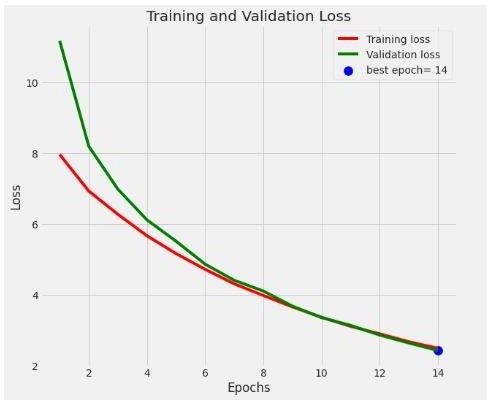 Training and Validation Loss
Training loss
Validation loss
best epoch= 14
10
8
6
4
2
Loss
2
4
6
8
10
12
14
Epochs